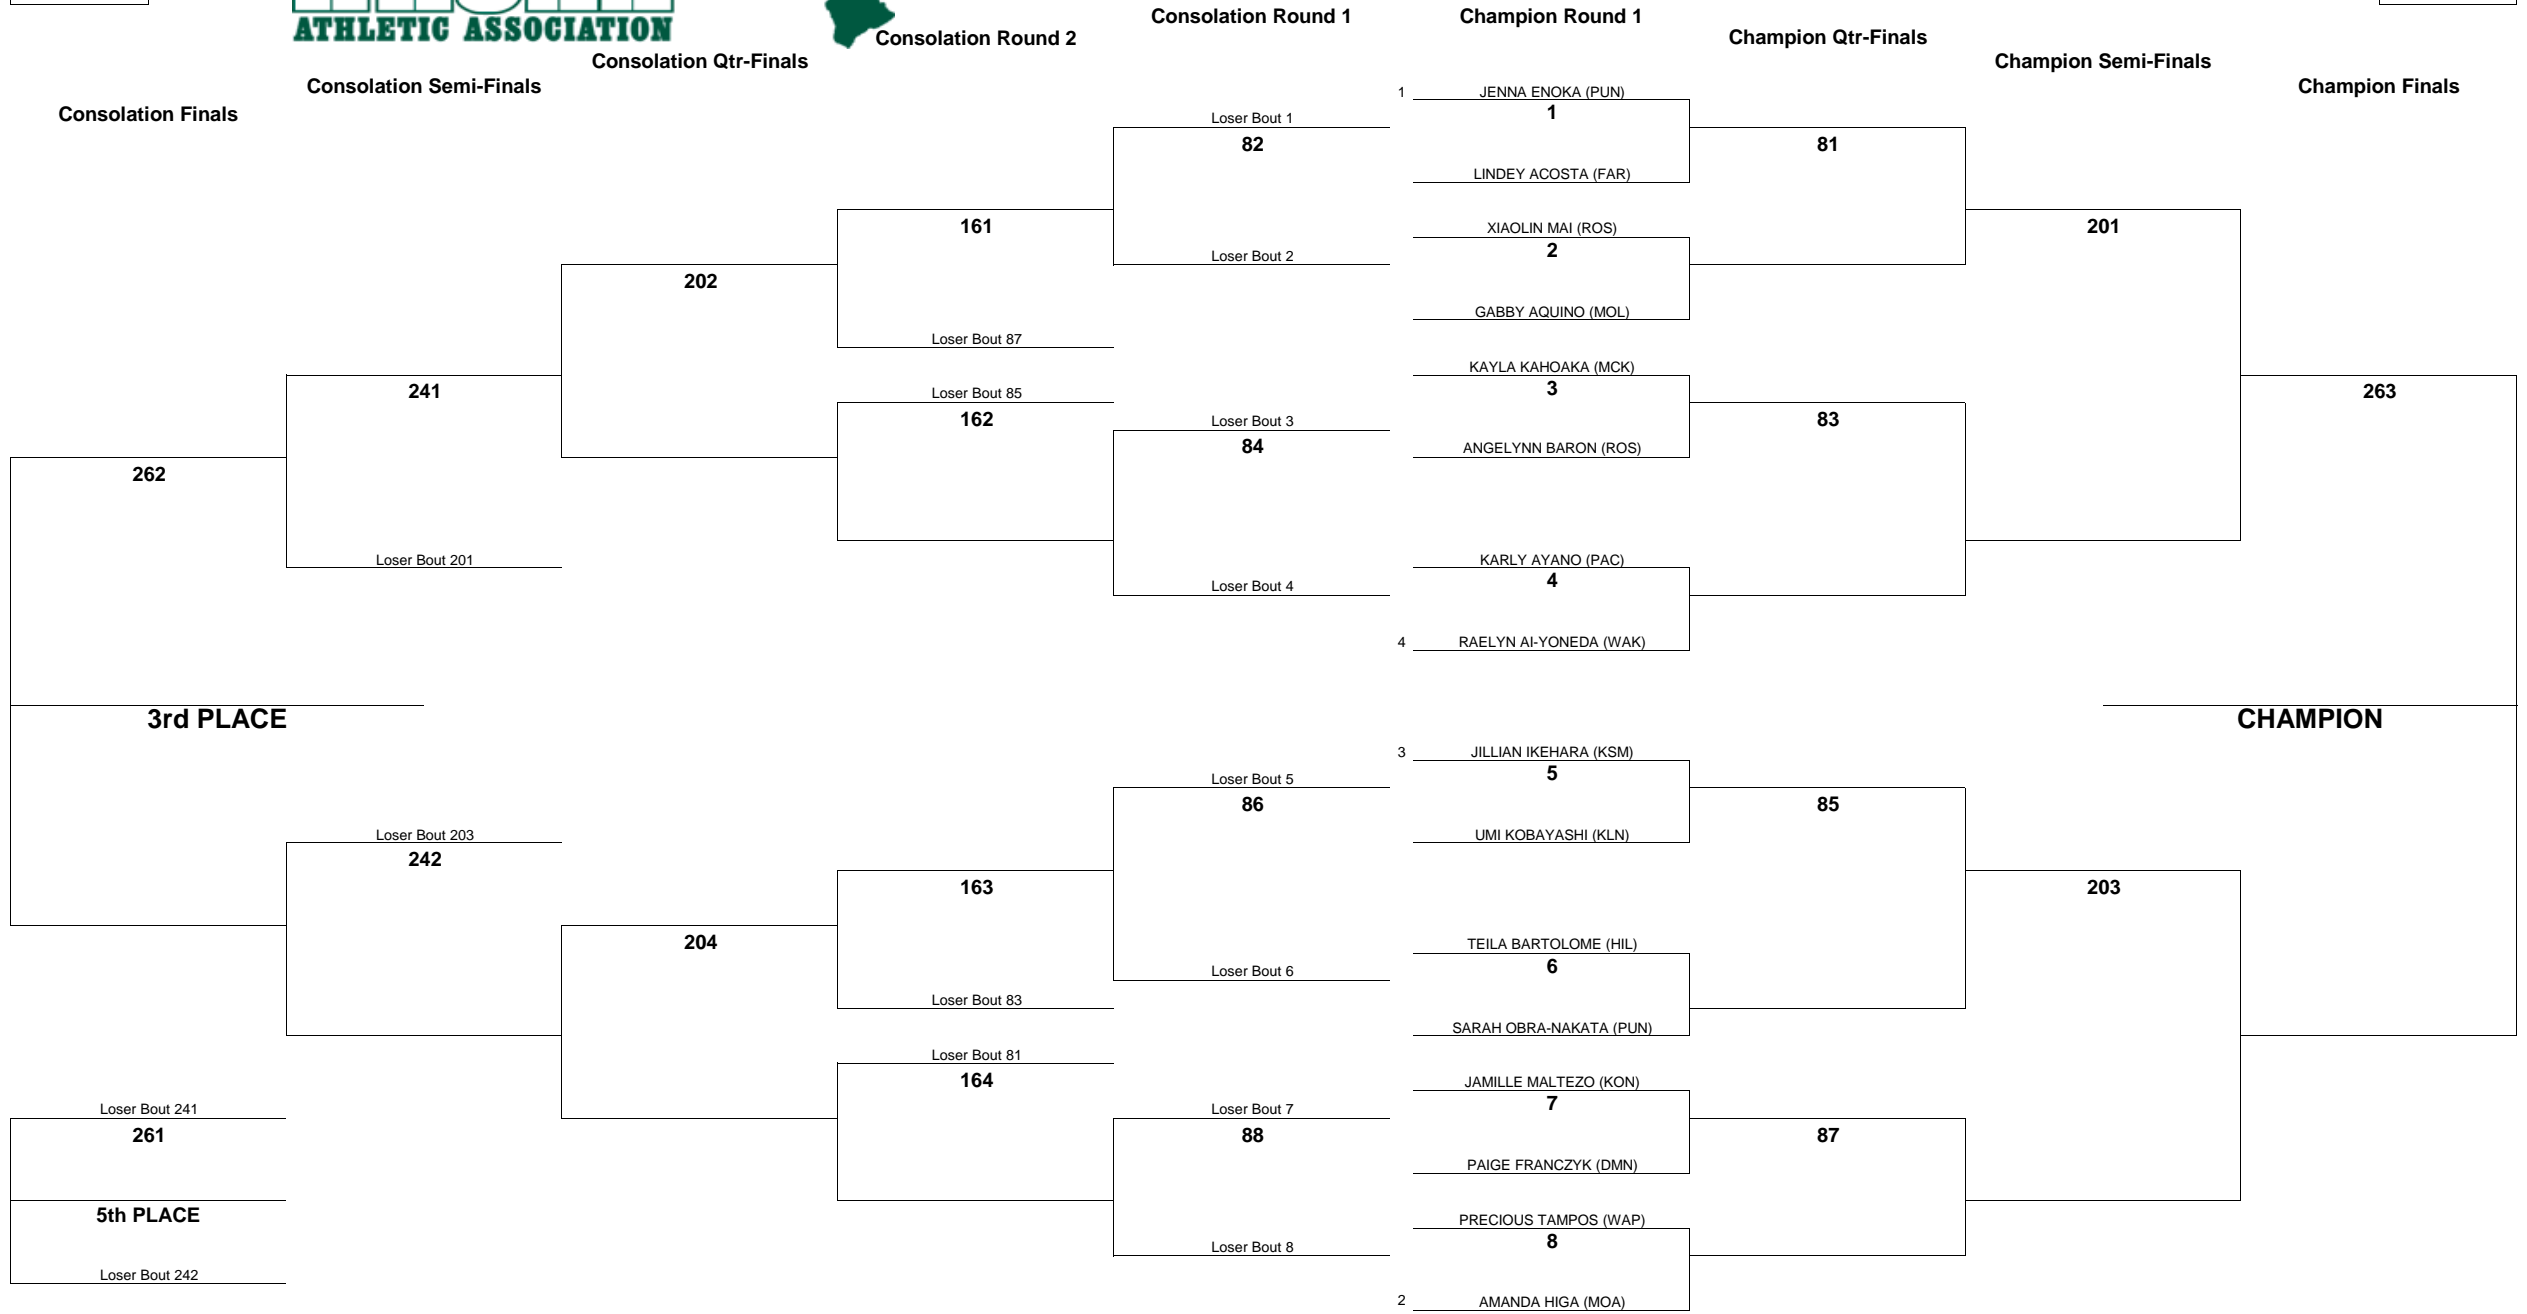 ATHLETIC ASSOCIATION
Consolation Finals
Consolation Semi-Finals
Consolation Qtr-Finals
Consolation Round 2
Consolation Round 1
Champion Round 1
Champion Qtr-Finals
Champion Semi-Finals
Champion Finals
1 JENNA ENOKA (PUN)
1
LINDEY ACOSTA (FAR)
XIAOLIN MAI (ROS)
2
GABBY AQUINO (MOL)
KAYLA KAHOAKA (MCK)
3
ANGELYNN BARON (ROS)
KARLY AYANO (PAC)
4
4 RAELYN AI-YONEDA (WAK)
3 JILLIAN IKEHARA (KSM)
5
UMI KOBAYASHI (KLN)
TEILA BARTOLOME (HIL)
6
SARAH OBRA-NAKATA (PUN)
JAMILLE MALTEZO (KON)
7
PAIGE FRANCZYK (DMN)
PRECIOUS TAMPOS (WAP)
8
2 AMANDA HIGA (MOA)
81
83
85
87
201
203
263
CHAMPION
Loser Bout 1
82
Loser Bout 2
Loser Bout 3
84
Loser Bout 4
Loser Bout 5
86
Loser Bout 6
Loser Bout 7
88
Loser Bout 8
161
Loser Bout 87
Loser Bout 85
162
163
Loser Bout 83
Loser Bout 81
164
202
204
241
Loser Bout 201
Loser Bout 203
242
262
3rd PLACE
Loser Bout 241
261
5th PLACE
Loser Bout 242